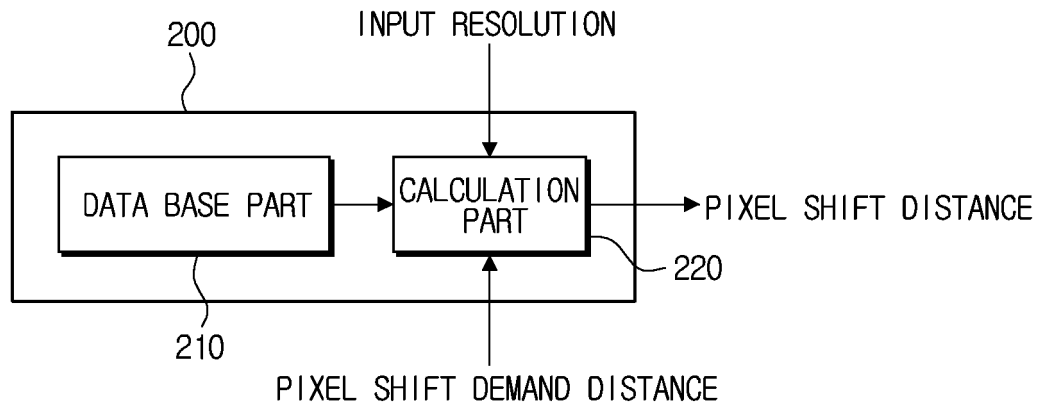 INPUT RESOLUTION
200
DATA BASE PART
CALCULATION
PART
PIXEL SHIFT DISTANCE
220
210
PIXEL SHIFT DEMAND DISTANCE